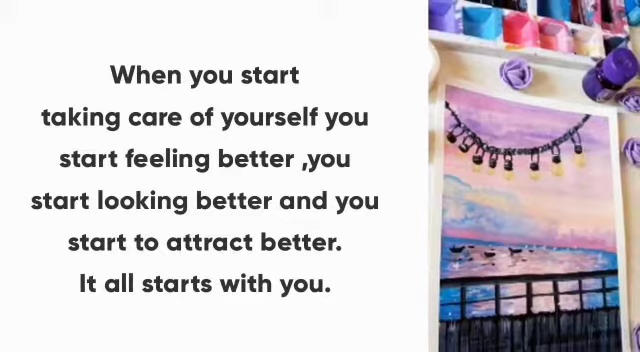 When you start
taking care of yourself you
start feeling better ,you
start looking better and you
start to attract better.
It all starts with you.